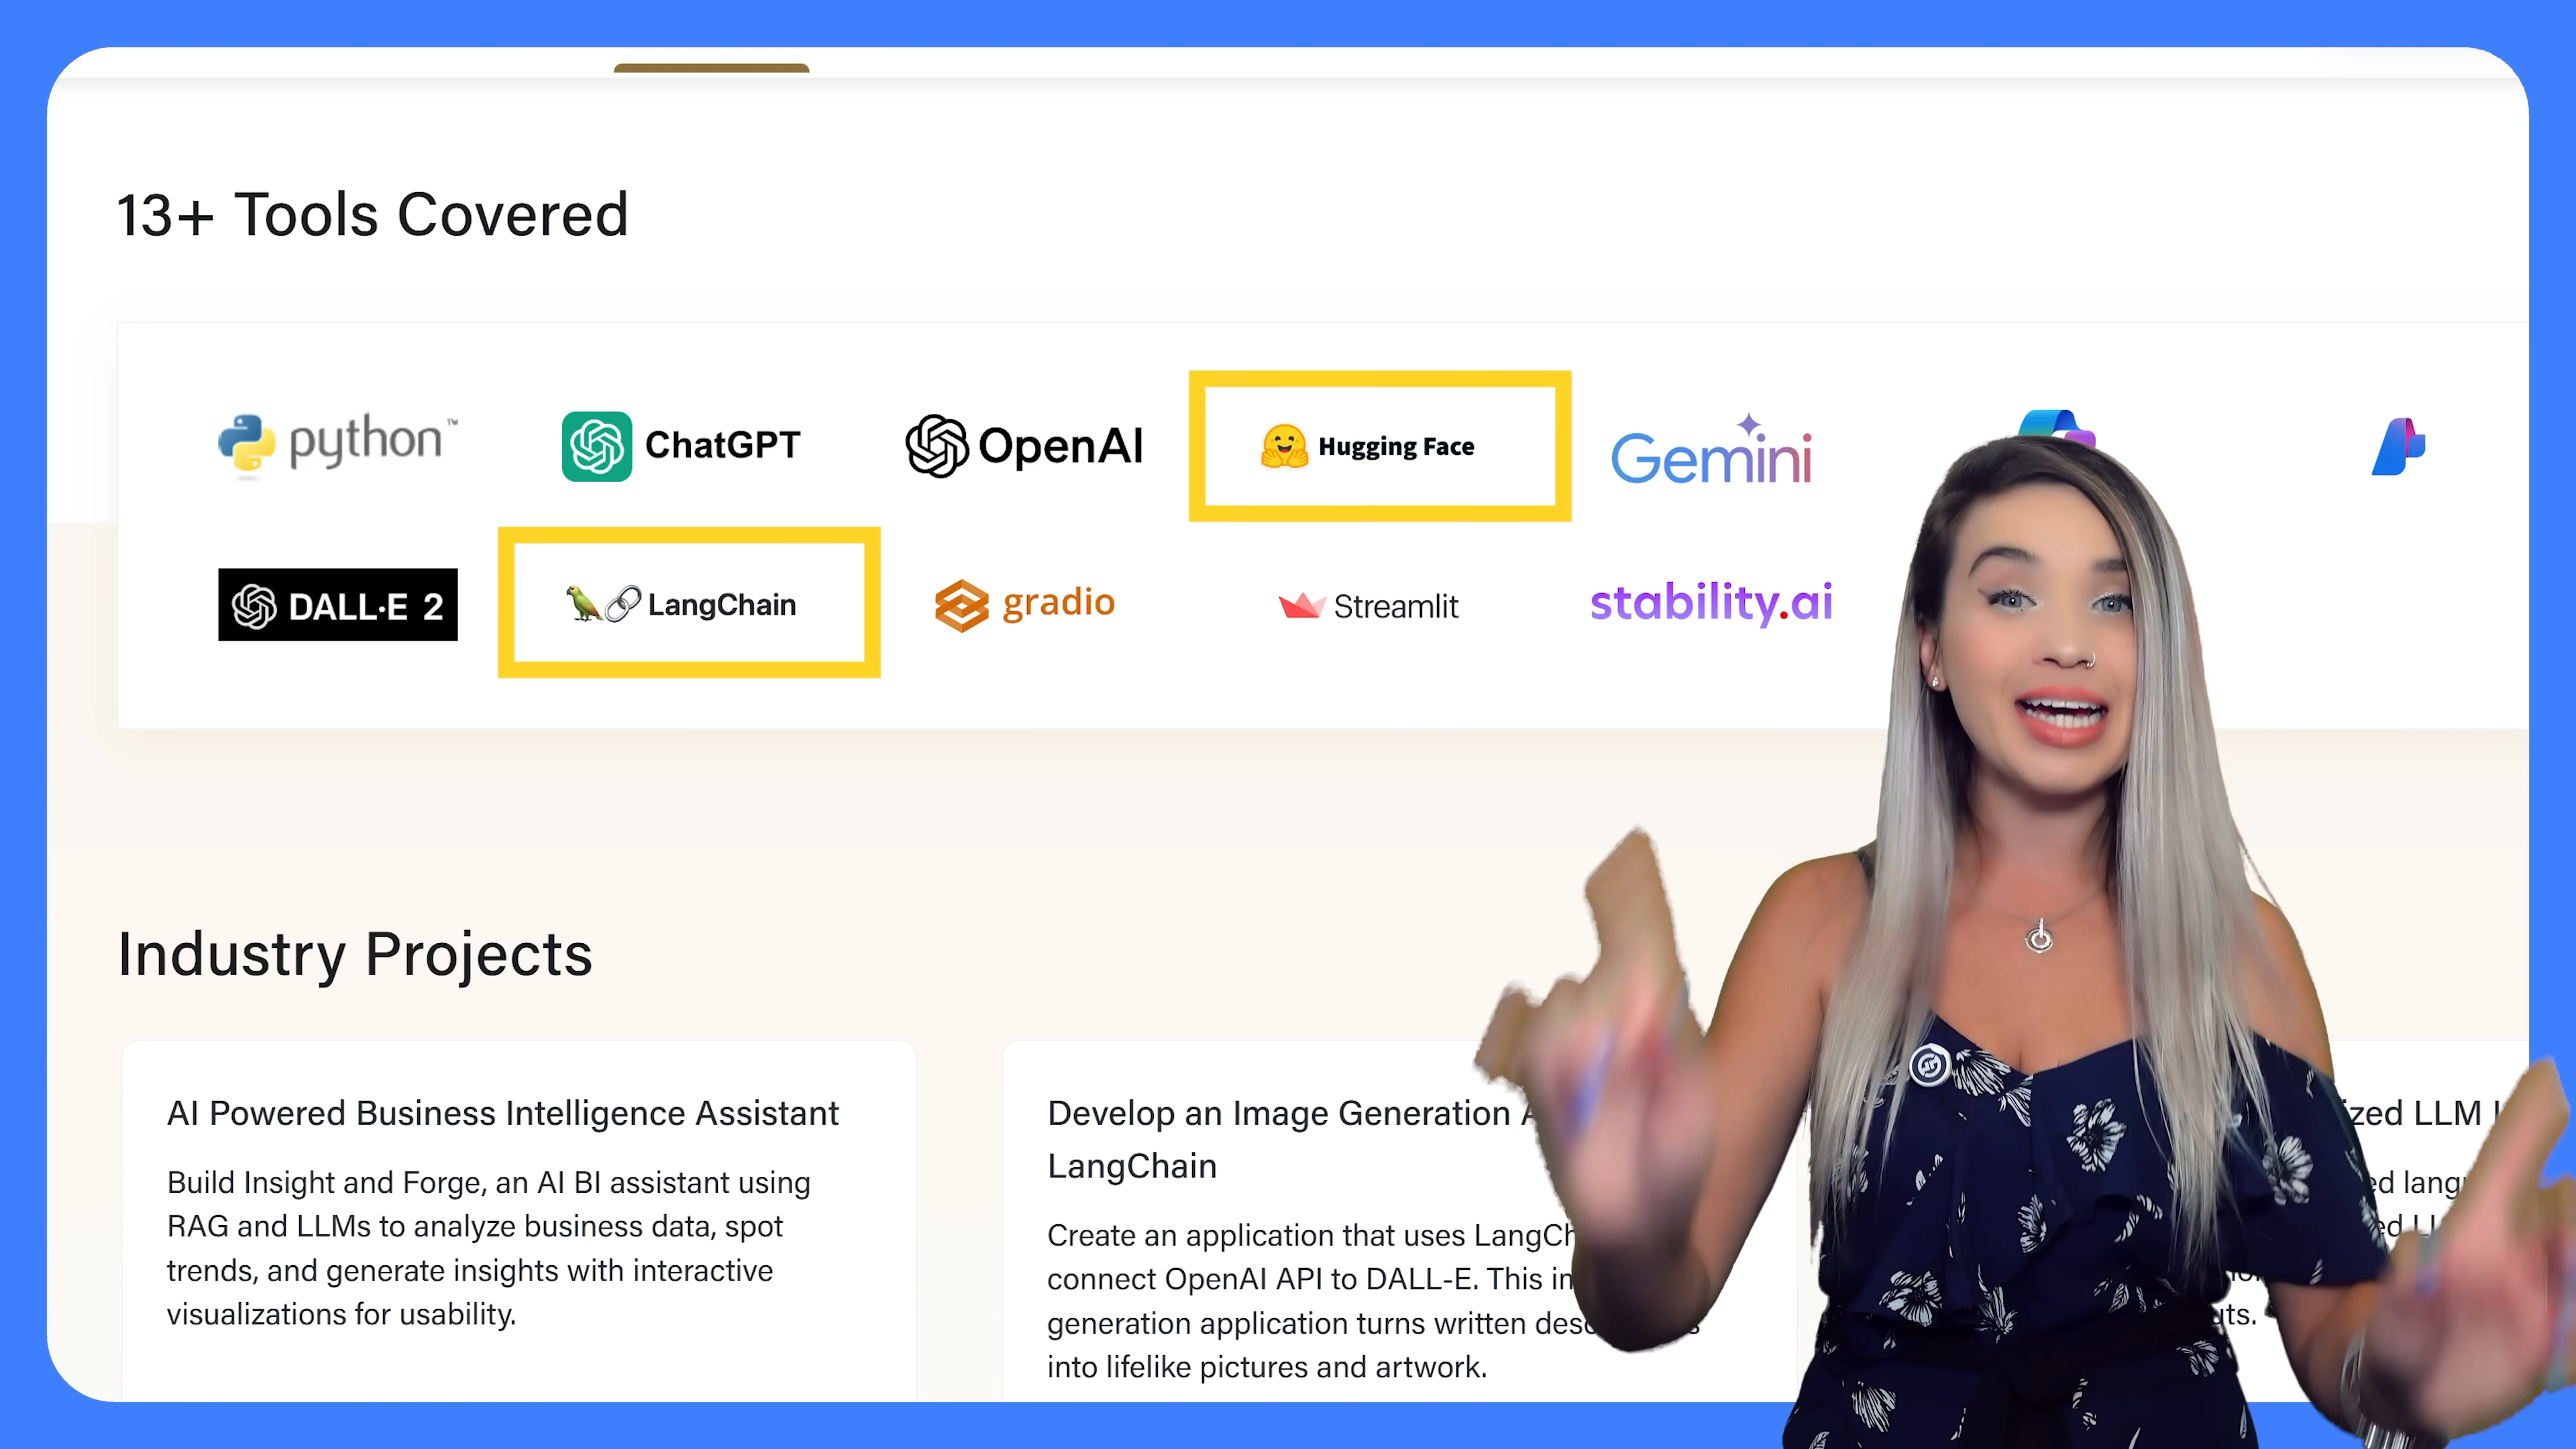 13+ Tools Covered
python™
ChatGPT
OpenAI
Hugging Face
Gemini
DALL·E 2
LangChain
gradio
Streamlit
stability.ai
Industry Projects
AI Powered Business Intelligence Assistant
Build Insight and Forge, an AI BI assistant using
RAG and LLMs to analyze business data, spot
trends, and generate insights with interactive
visualizations for usability.
Develop an Image Generation
LangChain
Create an application that uses
connect OpenAI API to DALL-E. This
generation application turns written
into lifelike pictures and artwork.
LLM